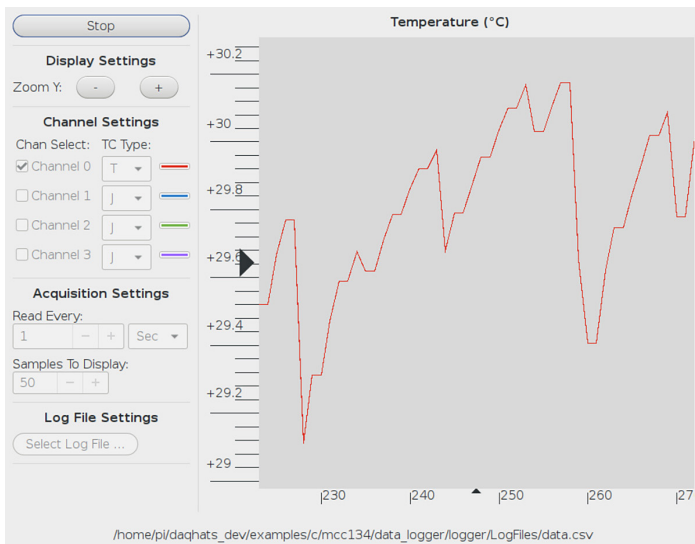 Stop
Display Settings
Zoom Y: - +
Channel Settings
Chan Select: TC Type:
Channel 0 T
Channel 1 J
Channel 2 J
Channel 3 J
Acquisition Settings
Read Every:
1 - + Sec
Samples To Display:
50 - +
Log File Settings
Select Log File ...
Temperature (°C)
+30.2
+30
+29.8
+29.6
+29.4
+29.2
+29
230 240 250 260 27
/home/pi/daqhats_dev/examples/c/mcc134/data_logger/logger/LogFiles/data.csv